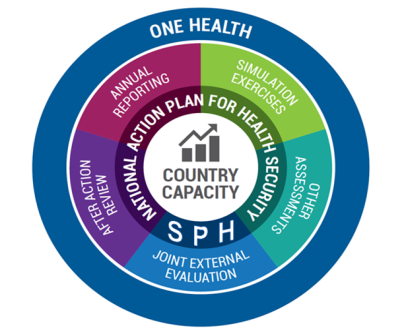 ONE HEALTH
ANNUAL
REPORTING
SIMULATION
EXERCISES
NATIONAL ACTION PLAN FOR HEALTH SECURITY
COUNTRY
CAPACITY
AFTER ACTION
REVIEW
OTHER
ASSESSMENTS
SPH
JOINT EXTERNAL
EVALUATION